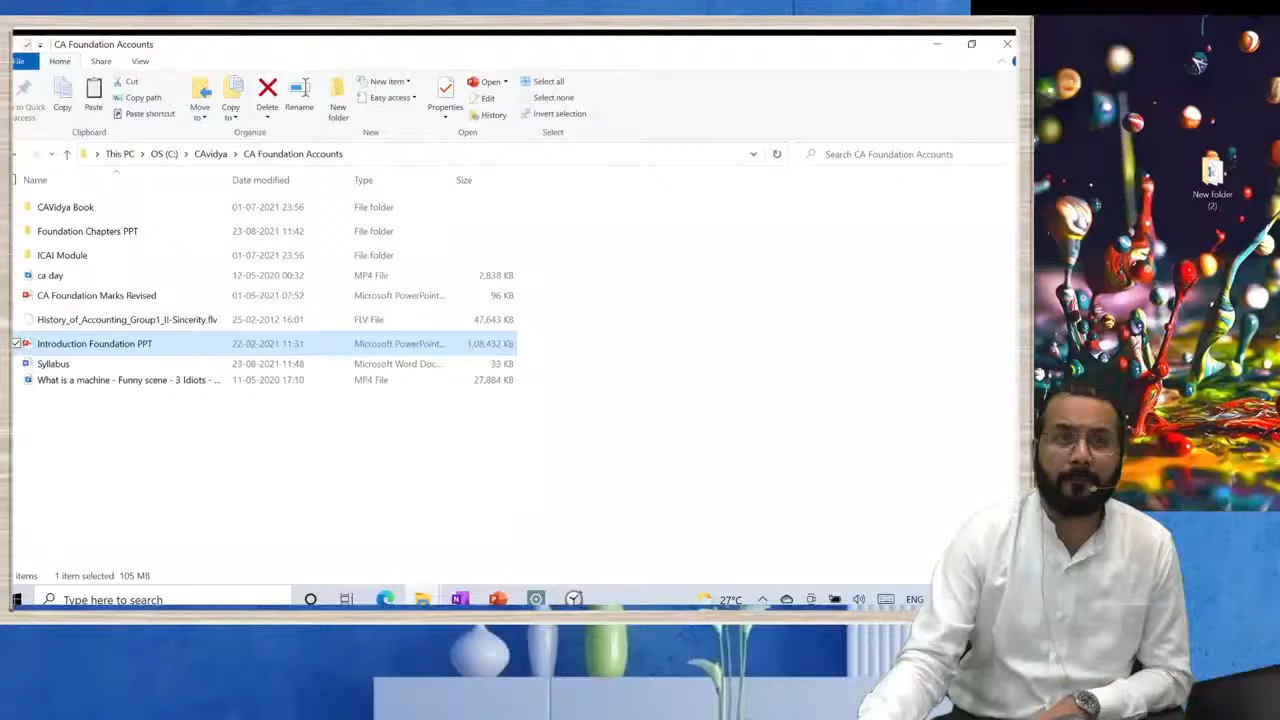 CA Foundation Accounts
File Home Share View
to Quick access Copy Paste Cut Copy path Paste shortcut Clipboard
Move to Copy to Delete Rename Organize
New folder New item Easy access New
Properties Open Edit History Open
Select all Select none Invert selection Select
This PC OS (C:) CAvidya CA Foundation Accounts Search CA Foundation Accounts
Name Date modified Type Size
CAVidya Book 01-07-2021 23:56 File folder
Foundation Chapters PPT 23-08-2021 11:42 File folder
ICAI Module 01-07-2021 23:56 File folder
ca day 12-05-2020 00:32 MP4 File 2,838 KB
CA Foundation Marks Revised 01-05-2021 07:52 Microsoft PowerPoint... 96 KB
History_of_Accounting_Group1_II-Sincerity.flv 25-02-2012 16:01 FLV File 47,643 KB
Introduction Foundation PPT 22-02-2021 11:31 Microsoft PowerPoint... 1,08,432 KB
Syllabus 23-08-2021 11:48 Microsoft Word Doc... 33 KB
What is a machine - Funny scene - 3 Idiots - ... 11-05-2020 17:10 MP4 File 27,884 KB
items 1 item selected 105 MB
Type here to search 27°C ENG
New folder
(2)